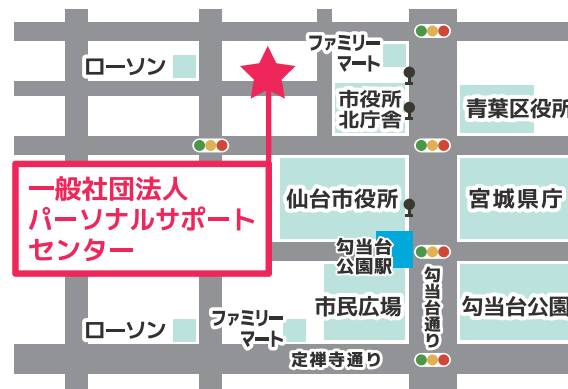 ローソン
ファミリー
マート
市役所
北庁舎
青葉区役所
一般社団法人
パーソナルサポート
センター
仙台市役所
宮城県庁
勾当台
公園駅
市民広場
勾当台通り
勾当台公園
ローソン
ファミリー
マート
定禅寺通り